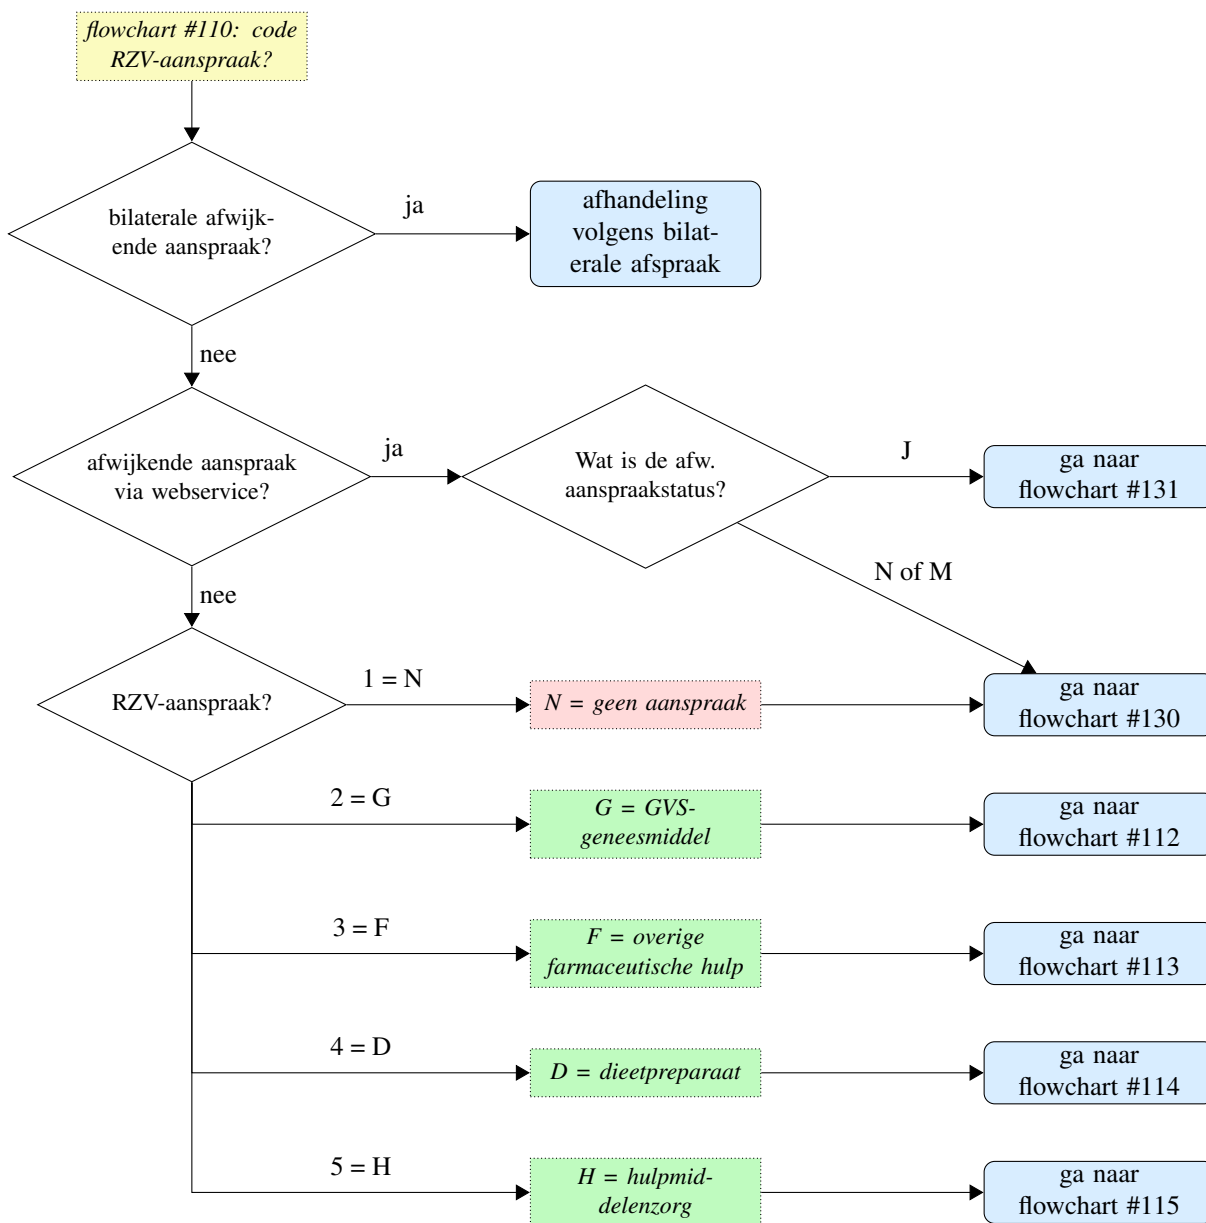 flowchart #110: code
RZV-aanspraak?
bilaterale afwijk-
ende aanspraak?
ja
afhandeling
volgens bilat-
erale afspraak
nee
afwijkende aanspraak
via webservice?
ja
Wat is de afw.
aanspraakstatus?
J
ga naar
flowchart #131
N of M
nee
RZV-aanspraak?
1 = N
N = geen aanspraak
ga naar
flowchart #130
2 = G
G = GVS-
geneesmiddel
ga naar
flowchart #112
3 = F
F = overige
farmaceutische hulp
ga naar
flowchart #113
4 = D
D = dieetpreparaat
ga naar
flowchart #114
5 = H
H = hulpmid-
delenzorg
ga naar
flowchart #115